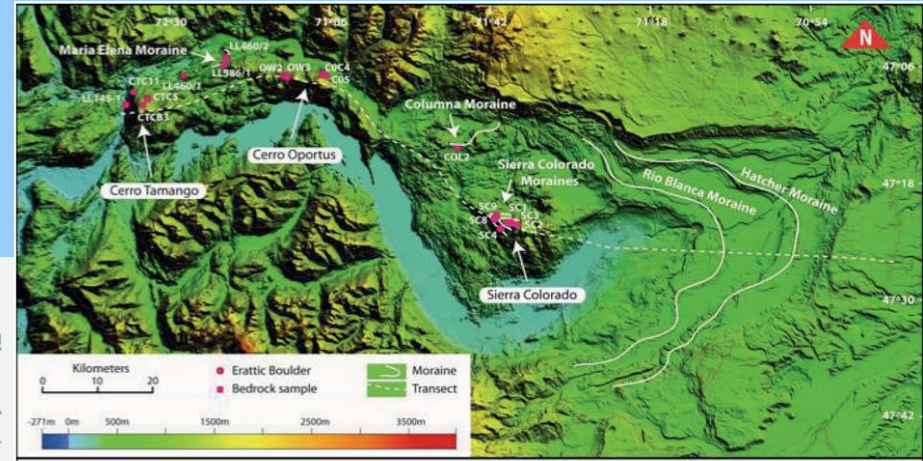 72°30
71°06
71°42
71°18
70°54
N
Maria Elena Moraine
LL460/2
LL586/1
OW2 OW3
C0C4
C05
47°06
CTC11
LL460/1
LL145-1
CTC5
CTCB3
Columna Moraine
COL2
Cerro Oportus
Cerro Tamango
Sierra Colorado
Moraines
Rio Blanca Moraine
Hatcher Moraine
47°18
SC9
SC1
SC8
SC3
SC2
SC4
Sierra Colorado
47°30
Kilometers
0 10 20
Erattic Boulder
Bedrock sample
Moraine
Transect
-271m 0m 500m 1500m 2500m 3500m
47°42